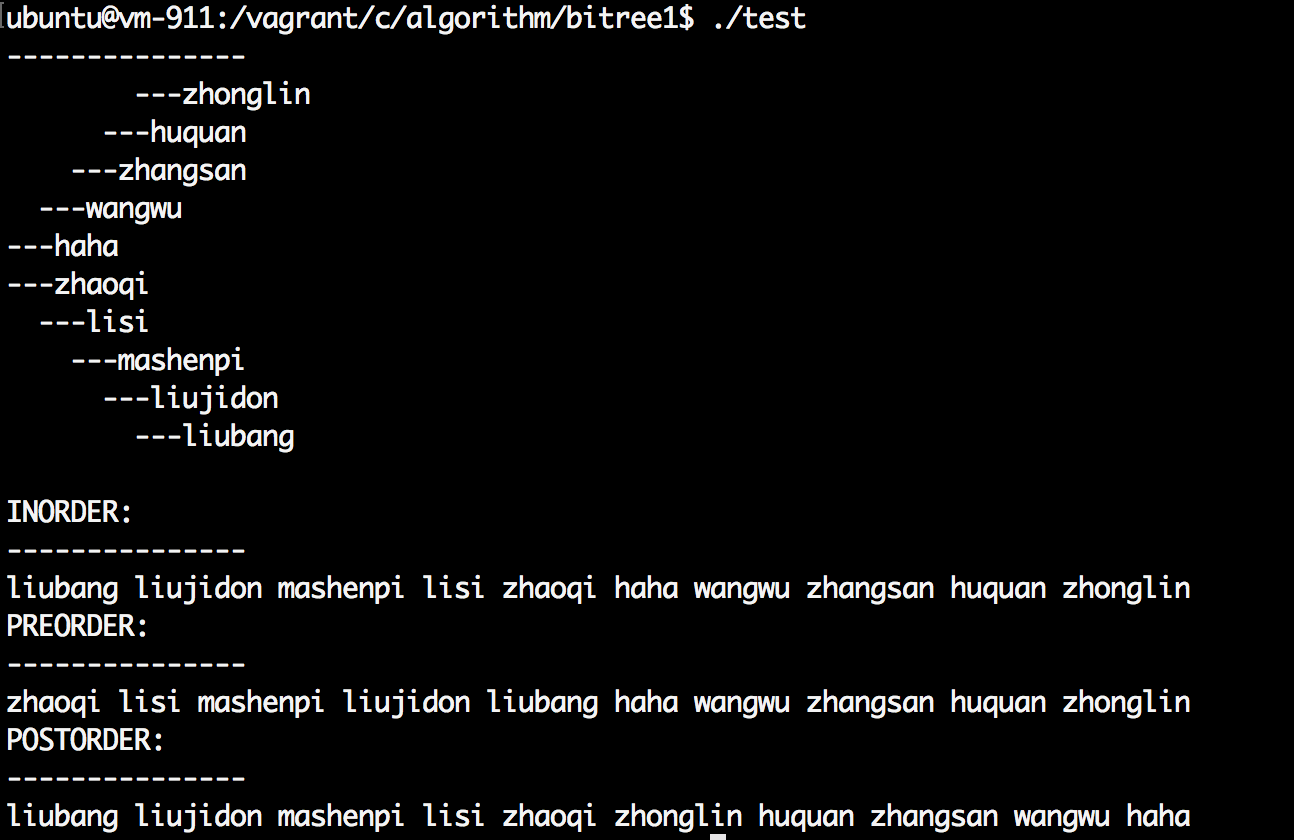 ubuntu@vm-911:/vagrant/c/algorithm/bitree1$ ./test
---------------
        ---zhonglin
      ---huquan
    ---zhangsan
  ---wangwu
---haha
---zhaoqi
  ---lisi
    ---mashenpi
      ---liujidon
        ---liubang

INORDER:
---------------
liubang liujidon mashenpi lisi zhaoqi haha wangwu zhangsan huquan zhonglin
PREORDER:
---------------
zhaoqi lisi mashenpi liujidon liubang haha wangwu zhangsan huquan zhonglin
POSTORDER:
---------------
liubang liujidon mashenpi lisi zhaoqi zhonglin huquan zhangsan wangwu haha